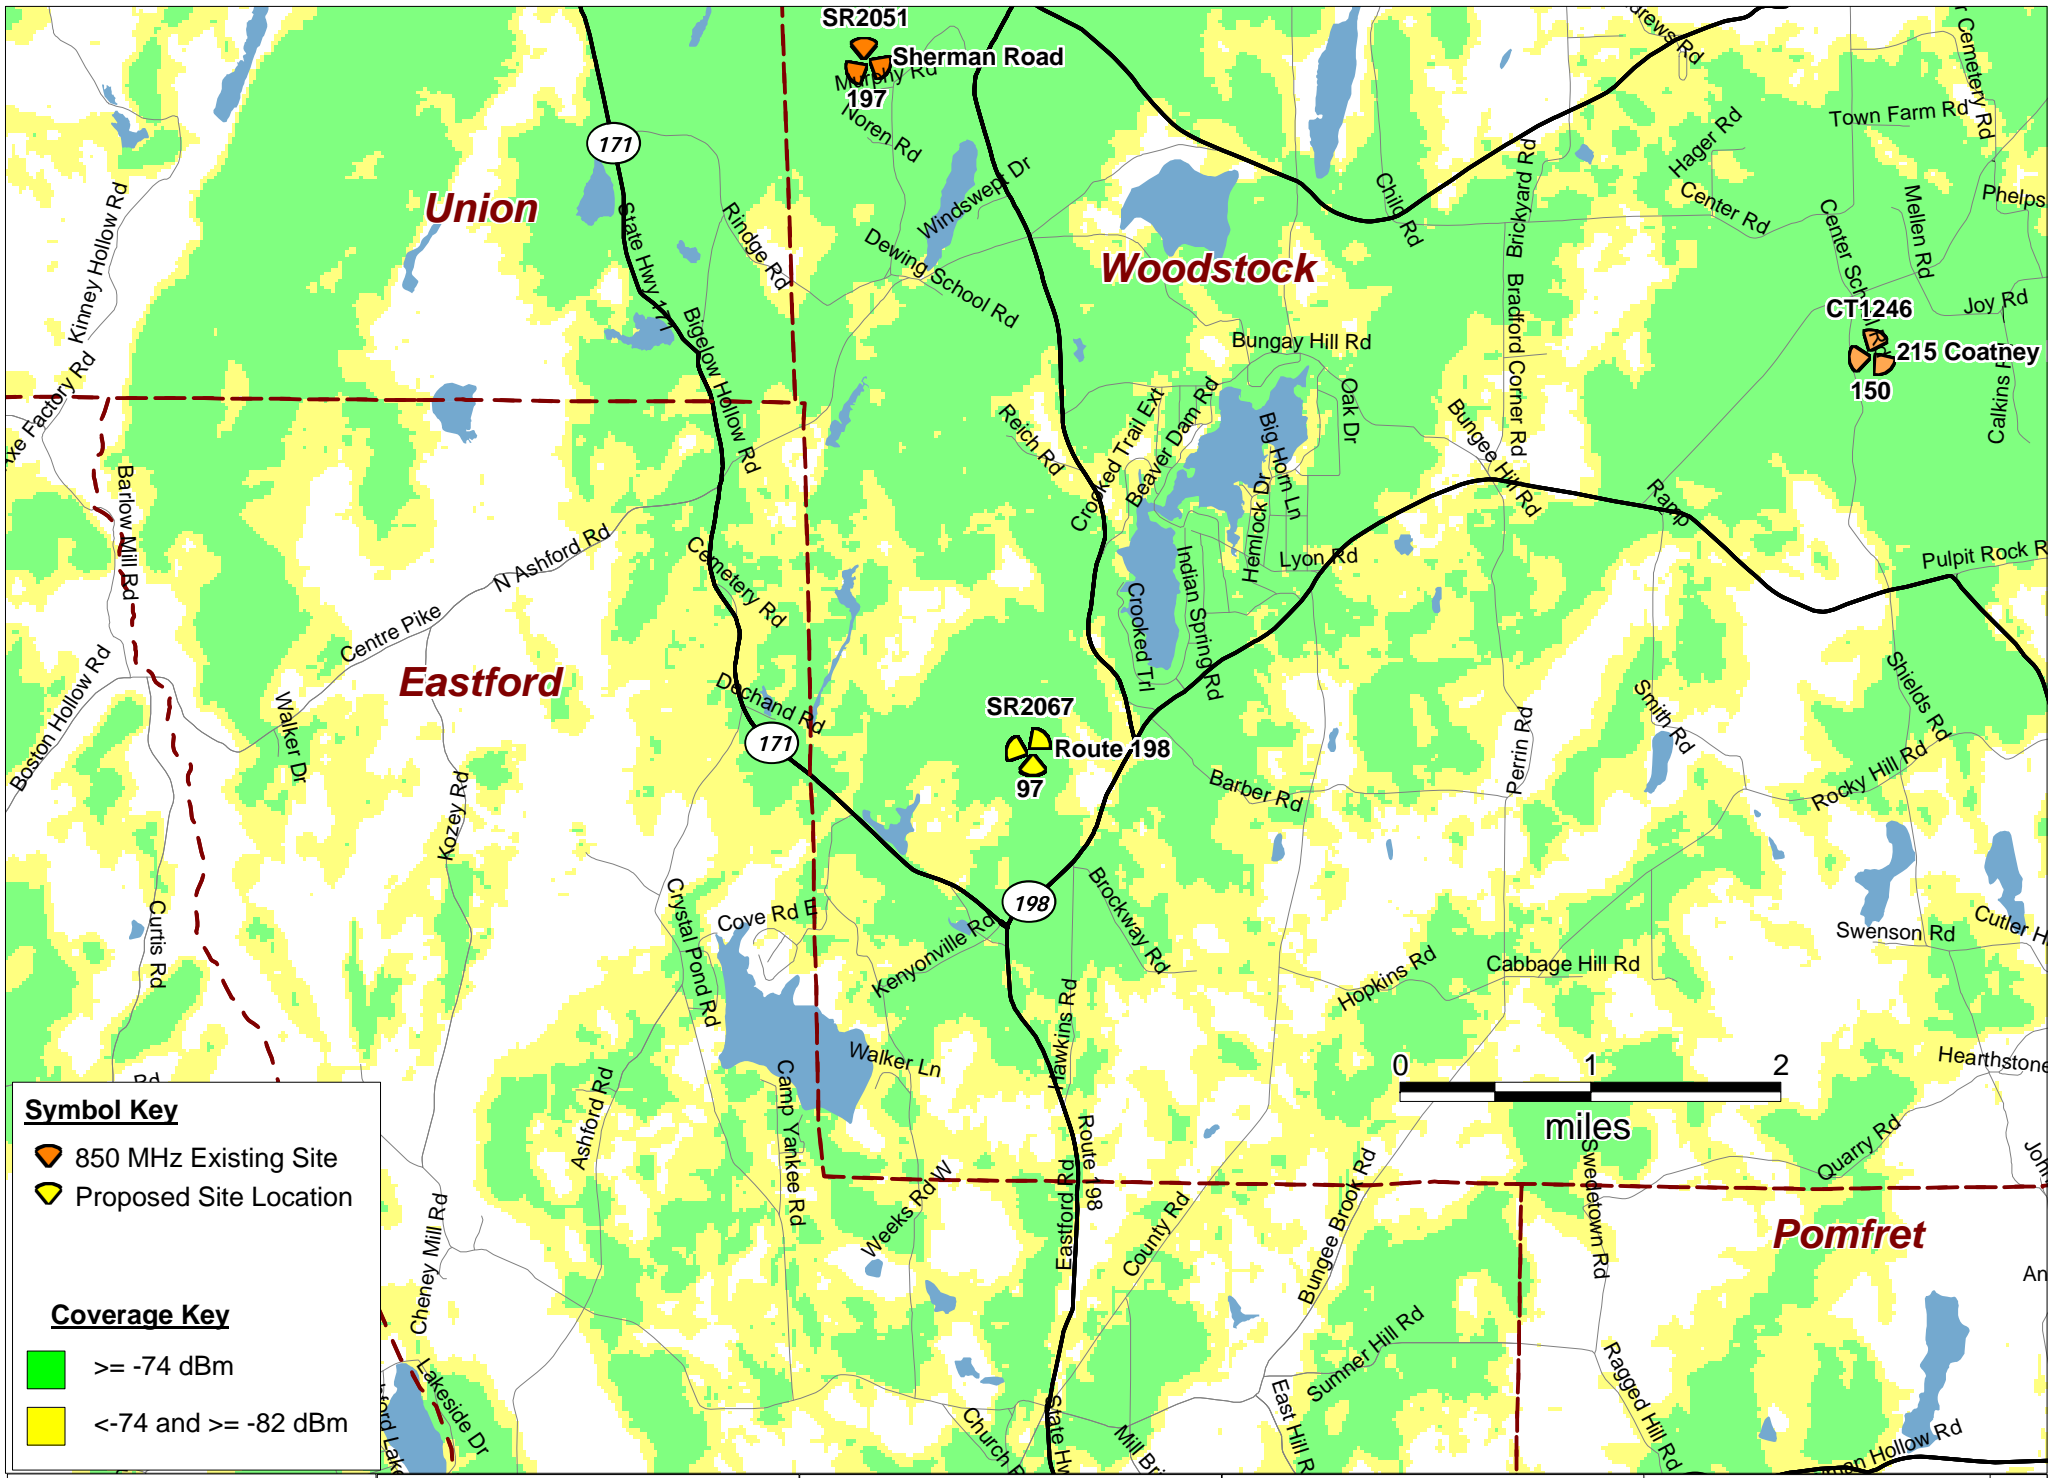 SR2051
Sherman Road
Murphy Rd
197
Noren Rd
Town Farm Rd
Hager Rd
171
Kinney Hollow Rd
Union
State Hwy 171
Rindge Rd
Windswept Dr
Dewing School Rd
Woodstock
Child Rd
Brickyard Rd
Center Rd
Mellen Rd
Phelps
Joy Rd
CT1246
215 Coatney
150
Bigelow Hollow Rd
Bungay Hill Rd
Bradford Corner Rd
Axe Factory Rd
Reich Rd
Crooked Trail Ext
Beaver Dam Rd
Big Horn Ln
Oak Dr
Bungee Hill Rd
Barlow Mill Rd
Hemlock Dr
Ramp
N Ashford Rd
Cemetery Rd
Lyon Rd
Pulpit Rock R
Centre Pike
Crooked Trl
Indian Spring Rd
Boston Hollow Rd
Eastford
Walker Dr
Dochand Rd
171
SR2067
Route 198
97
Barber Rd
Perrin Rd
Smith Rd
Shields Rd
Rocky Hill Rd
Kozey Rd
Curtis Rd
Crystal Pond Rd
Cove Rd E
Kenyonville Rd
198
Brockway Rd
Hopkins Rd
Cabbage Hill Rd
Swenson Rd
Cutler H
Hawkins Rd
Walker Ln
Camp Yankee Rd
Ashford Rd
Hearthstone
0 1 2
miles
Rd
Symbol Key
850 MHz Existing Site
Proposed Site Location
Coverage Key
>= -74 dBm
<-74 and >= -82 dBm
Cheney Mill Rd
Weeks Rd W
Eastford Rd
Route 198
County Rd
Bungee Brook Rd
Swedetown Rd
Quarry Rd
Pomfret
An
Lakeside Dr
Church
State Hw
Mill Bri
East Hill R
Sumner Hill Rd
Ragged Hill Rd
Hollow Rd